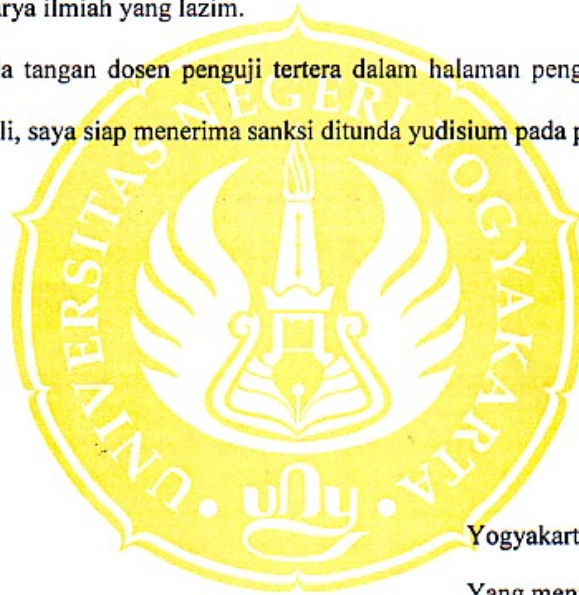 arya ilmiah yang lazim.
a tangan dosen penguji tertera dalam halaman peng
li, saya siap menerima sanksi ditunda yudisium pada p
UNIVERSITAS NEGERI YOGYAKARTA
uny
Yogyakart
Yang men